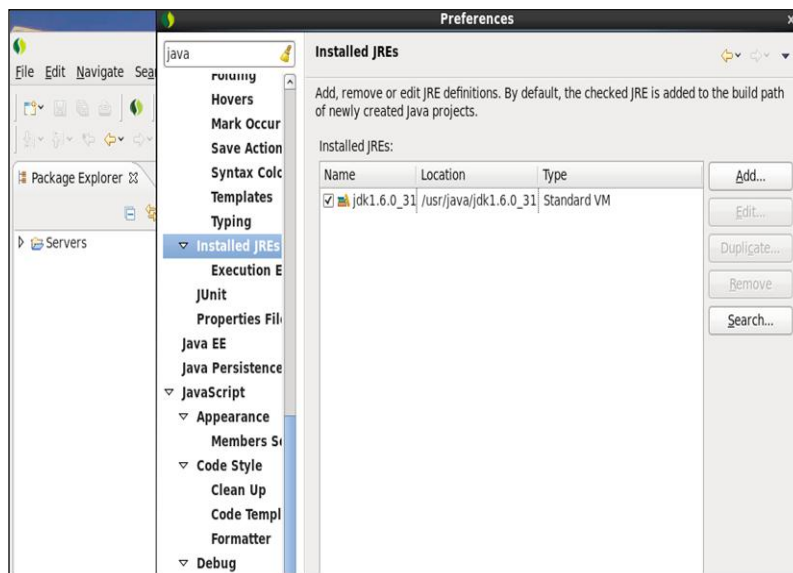 Preferences
x
File Edit Navigate
Package Explorer
Servers
java
Folding
Hovers
Mark Occur
Save Action
Syntax Colo
Templates
Typing
Installed JREs
Execution E
JUnit
Properties Fil
Java EE
Java Persistence
JavaScript
Appearance
Members
Code Style
Clean Up
Code Templ
Formatter
Debug
Installed JREs
Add, remove or edit JRE definitions. By default, the checked JRE is added to the build path
of newly created Java projects.
Installed JREs:
Name Location Type
jdk1.6.0_31 /usr/java/jdk1.6.0_31 Standard VM
Add...
Edit...
Duplicate...
Remove
Search...